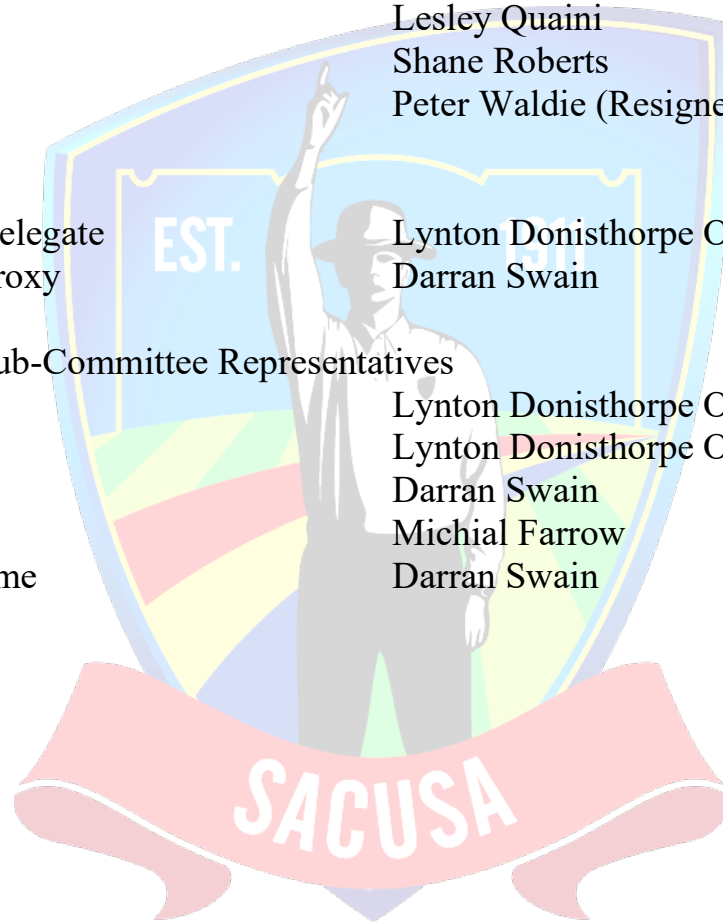 Lesley Quaini
Shane Roberts
Peter Waldie (Resigne
elegate Lynton Donisthorpe O
roxy Darran Swain
ub-Committee Representatives
Lynton Donisthorpe O
Lynton Donisthorpe O
Darran Swain
Michial Farrow
me Darran Swain
EST. 1911
SACUSA